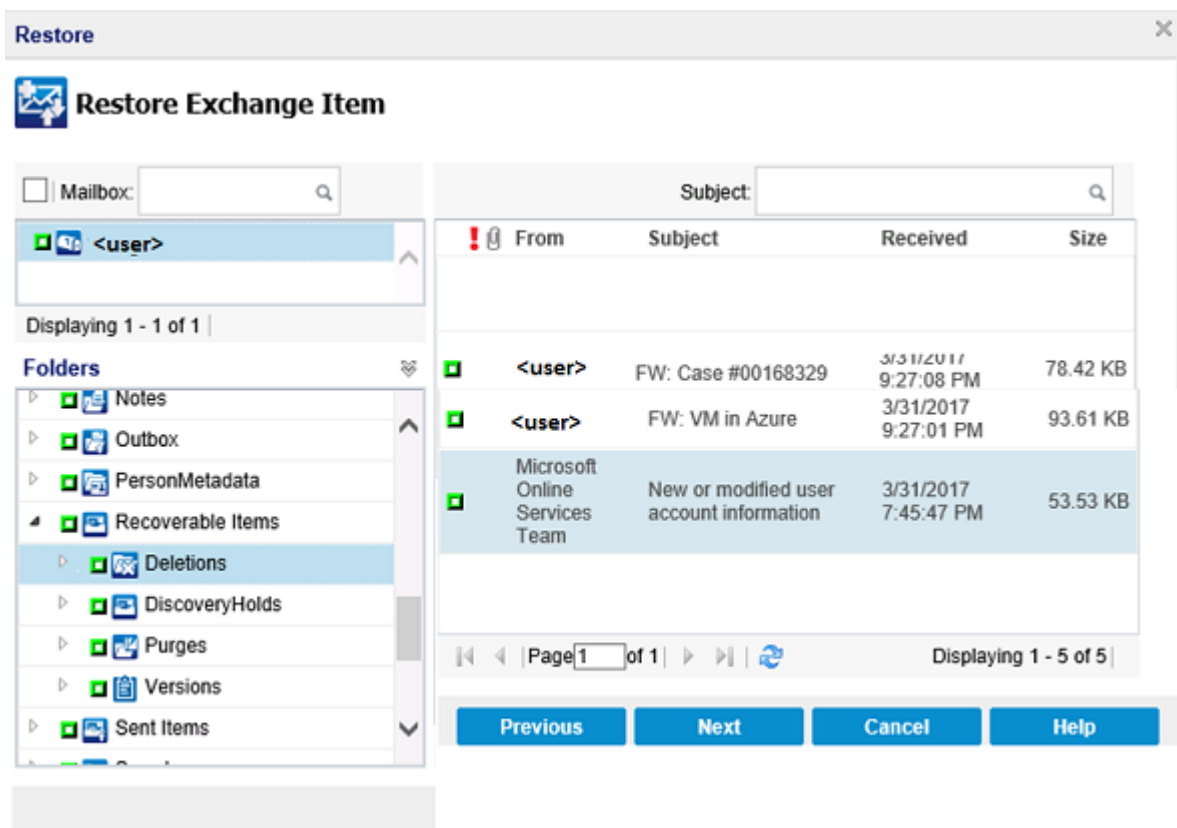 Restore
Restore Exchange Item
Mailbox:
<user>
Displaying 1 - 1 of 1
Folders
Notes
Outbox
PersonMetadata
Recoverable Items
Deletions
DiscoveryHolds
Purges
Versions
Sent Items
Subject:
From Subject Received Size
<user> FW: Case #00168329 3/31/2017 9:27:08 PM 78.42 KB
<user> FW: VM in Azure 3/31/2017 9:27:01 PM 93.61 KB
Microsoft Online Services Team New or modified user account information 3/31/2017 7:45:47 PM 53.53 KB
Page 1 of 1 Displaying 1 - 5 of 5
Previous Next Cancel Help